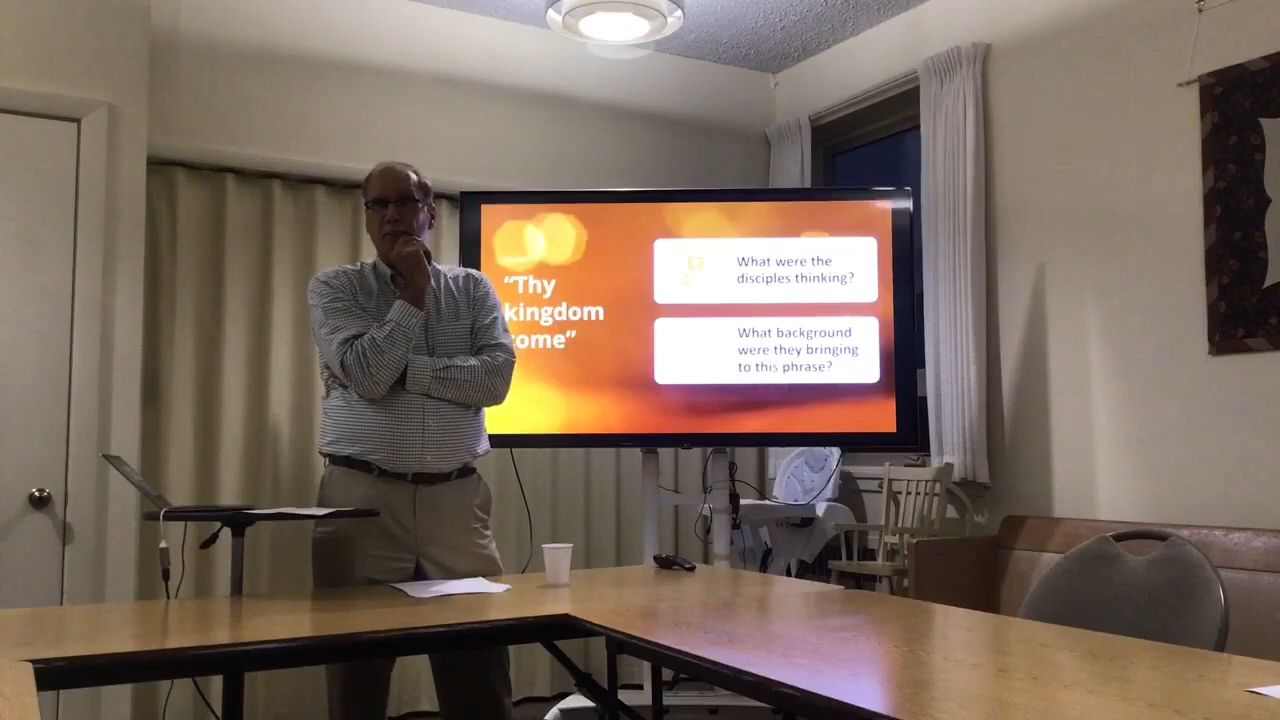 “Thy
kingdom
come”
What were the
disciples thinking?
What background
were they bringing
to this phrase?